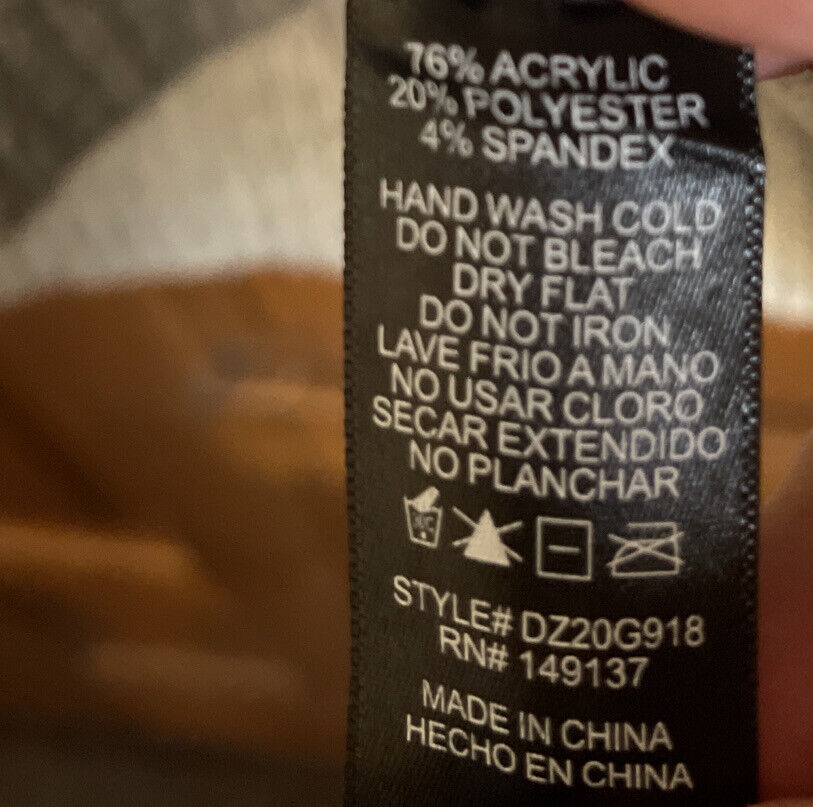 76% ACRYLIC
20% POLYESTER
4% SPANDEX
HAND WASH COLD
DO NOT BLEACH
DRY FLAT
DO NOT IRON
LAVE FRIO A MANO
NO USAR CLORO
SECAR EXTENDIDO
NO PLANCHAR
STYLE# DZ20G918
RN# 149137
MADE IN CHINA
HECHO EN CHINA